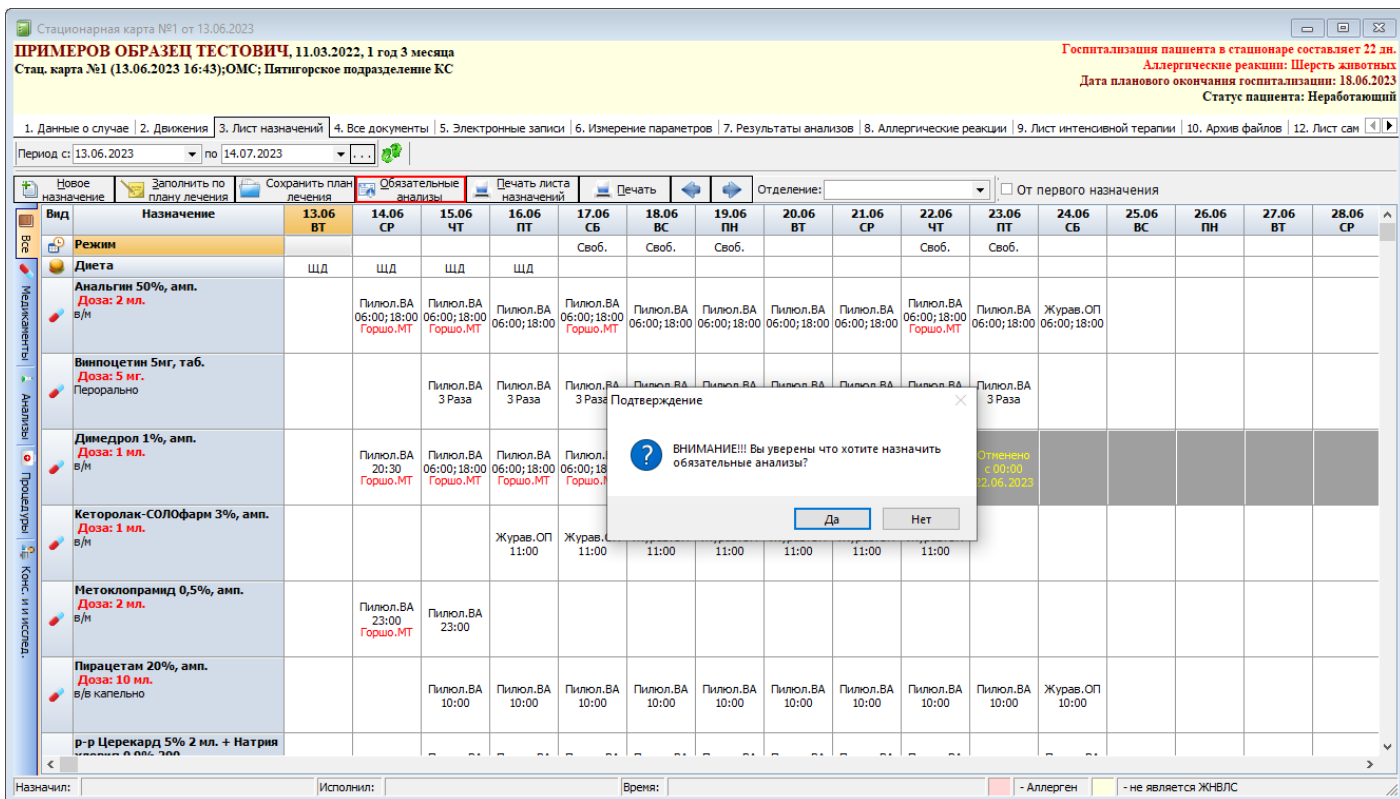 Стационарная карта №1 от 13.06.2023
ПРИМЕРОВ ОБРАЗЕЦ ТЕСТОВИЧ, 11.03.2022, 1 год 3 месяца
Стац. карта №1 (13.06.2023 16:43);ОМС; Пятигорское подразделение КС
Госпитализация пациента в стационаре составляет 22 дн.
Аллергические реакции: Шерсть животных
Дата планового окончания госпитализации: 18.06.2023
Статус пациента: Неработающий
1. Данные о случае 2. Движения 3. Лист назначений 4. Все документы 5. Электронные записи 6. Измерение параметров 7. Результаты анализов 8. Аллергические реакции 9. Лист интенсивной терапии 10. Архив файлов 12. Лист сам
Период с: 13.06.2023 по 14.07.2023 ...
Новое назначение Заполнить по плану лечения Сохранить план лечения Обязательные анализы Печать листа назначений Печать Отделение: От первого назначения
Все
Медикаменты
Анализы
Процедуры
Конс. и и исслед.
Вид Назначение 13.06 14.06 15.06 16.06 17.06 18.06 19.06 20.06 21.06 22.06 23.06 24.06 25.06 26.06 27.06 28.06
ВТ СР ЧТ ПТ СБ ВС ПН ВТ СР ЧТ ПТ СБ ВС ПН ВТ СР
Режим Своб. Своб. Своб. Своб. Своб.
Диета ЩД ЩД ЩД ЩД
Анальгин 50%, амп.
Доза: 2 мл.
в/м
Пилюл.ВА Пилюл.ВА Пилюл.ВА Пилюл.ВА Пилюл.ВА Пилюл.ВА Пилюл.ВА Пилюл.ВА Пилюл.ВА Пилюл.ВА Журав.ОП
06:00;18:00 06:00;18:00 06:00;18:00 06:00;18:00 06:00;18:00 06:00;18:00 06:00;18:00 06:00;18:00 06:00;18:00 06:00;18:00 06:00;18:00
Горшо.МТ Горшо.МТ Горшо.МТ Горшо.МТ
Винпоцетин 5мг, таб.
Доза: 5 мг.
Перорально
Пилюл.ВА Пилюл.ВА Пилюл.ВА Пилюл.ВА Пилюл.ВА Пилюл.ВА Пилюл.ВА Пилюл.ВА Пилюл.ВА
3 Раза 3 Раза 3 Раза 3 Раза
Подтверждение
ВНИМАНИЕ!!! Вы уверены что хотите назначить
обязательные анализы?
Да Нет
Димедрол 1%, амп.
Доза: 1 мл.
в/м
Пилюл.ВА Пилюл.ВА Пилюл.ВА Пилюл.
20:30 06:00;18:00 06:00;18:00 06:00;18
Горшо.МТ Горшо.МТ Горшо.МТ Горшо.
Отменено
с 00:00
22.06.2023
Кеторолак-СОЛОфарм 3%, амп.
Доза: 1 мл.
в/м
Журав.ОП Журав.
11:00 11:00 11:00 11:00 11:00 11:00 11:00
Метоклопрамид 0,5%, амп.
Доза: 2 мл.
в/м
Пилюл.ВА Пилюл.ВА
23:00 23:00
Горшо.МТ
Пирацетам 20%, амп.
Доза: 10 мл.
в/в капельно
Пилюл.ВА Пилюл.ВА Пилюл.ВА Пилюл.ВА Пилюл.ВА Пилюл.ВА Пилюл.ВА Пилюл.ВА Пилюл.ВА Журав.ОП
10:00 10:00 10:00 10:00 10:00 10:00 10:00 10:00 10:00 10:00
р-р Церекард 5% 2 мл. + Натрия
Назначил: Исполнил: Время: - Аллерген - не является ЖНВЛС